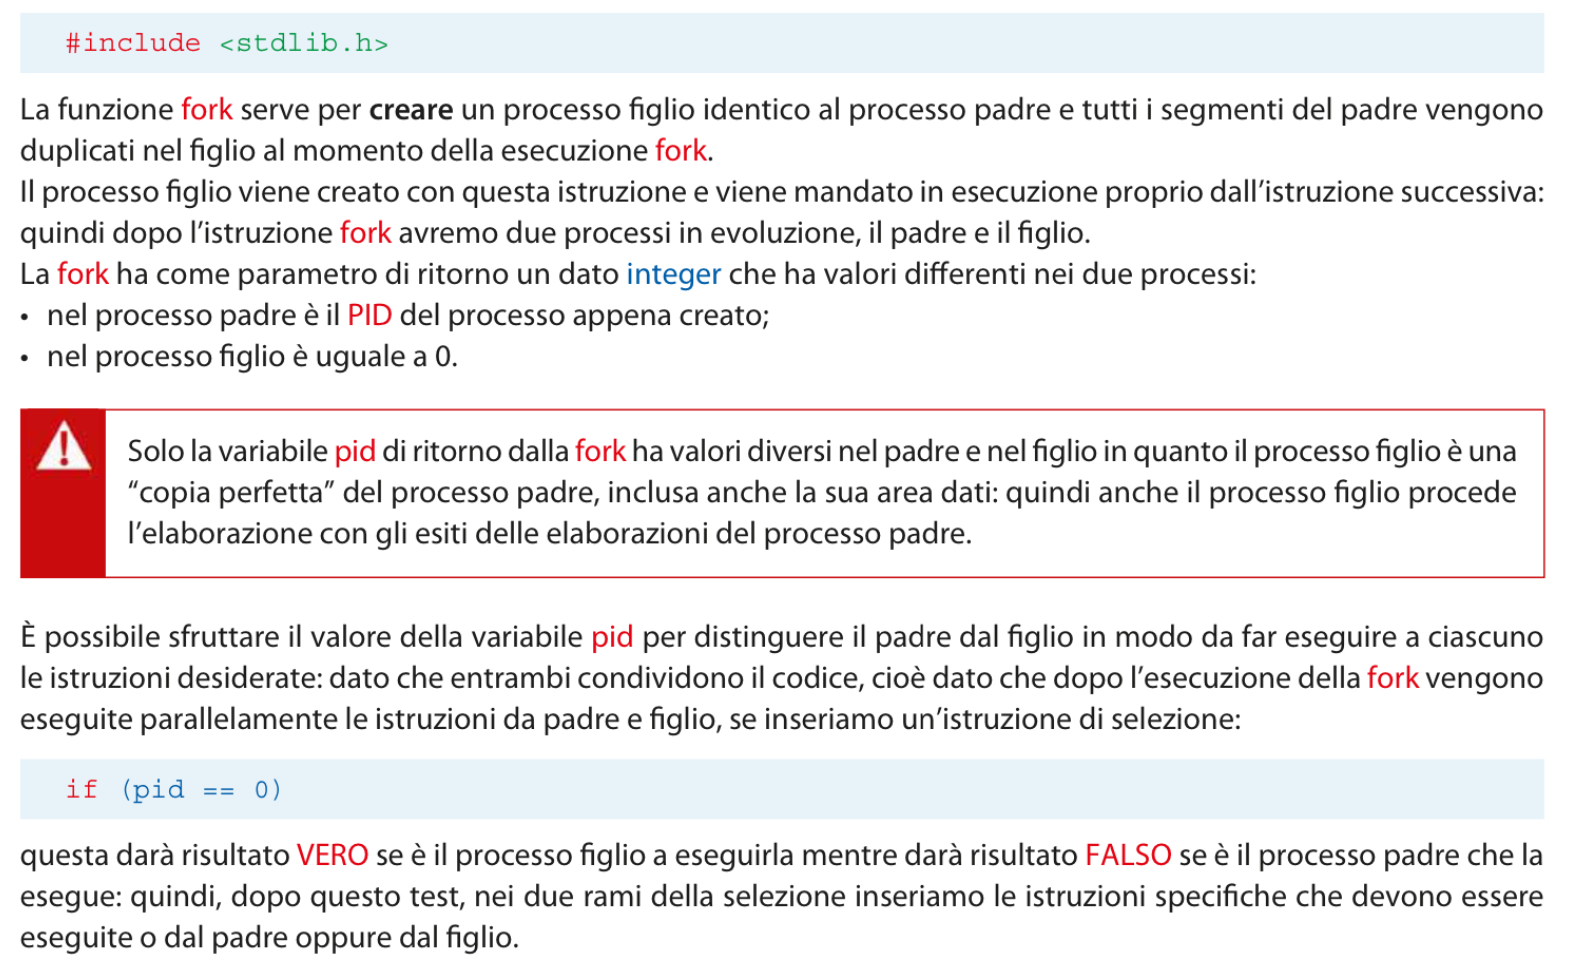 #include <stdlib.h>
La funzione fork serve per creare un processo figlio identico al processo padre e tutti i segmenti del padre vengono
duplicati nel figlio al momento della esecuzione fork.
Il processo figlio viene creato con questa istruzione e viene mandato in esecuzione proprio dall’istruzione successiva:
quindi dopo l’istruzione fork avremo due processi in evoluzione, il padre e il figlio.
La fork ha come parametro di ritorno un dato integer che ha valori differenti nei due processi:
• nel processo padre è il PID del processo appena creato;
• nel processo figlio è uguale a 0.
Solo la variabile pid di ritorno dalla fork ha valori diversi nel padre e nel figlio in quanto il processo figlio è una
“copia perfetta” del processo padre, inclusa anche la sua area dati: quindi anche il processo figlio procede
l’elaborazione con gli esiti delle elaborazioni del processo padre.
È possibile sfruttare il valore della variabile pid per distinguere il padre dal figlio in modo da far eseguire a ciascuno
le istruzioni desiderate: dato che entrambi condividono il codice, cioè dato che dopo l’esecuzione della fork vengono
eseguite parallelamente le istruzioni da padre e figlio, se inseriamo un’istruzione di selezione:
if (pid == 0)
questa darà risultato VERO se è il processo figlio a eseguirla mentre darà risultato FALSO se è il processo padre che la
esegue: quindi, dopo questo test, nei due rami della selezione inseriamo le istruzioni specifiche che devono essere
eseguite o dal padre oppure dal figlio.